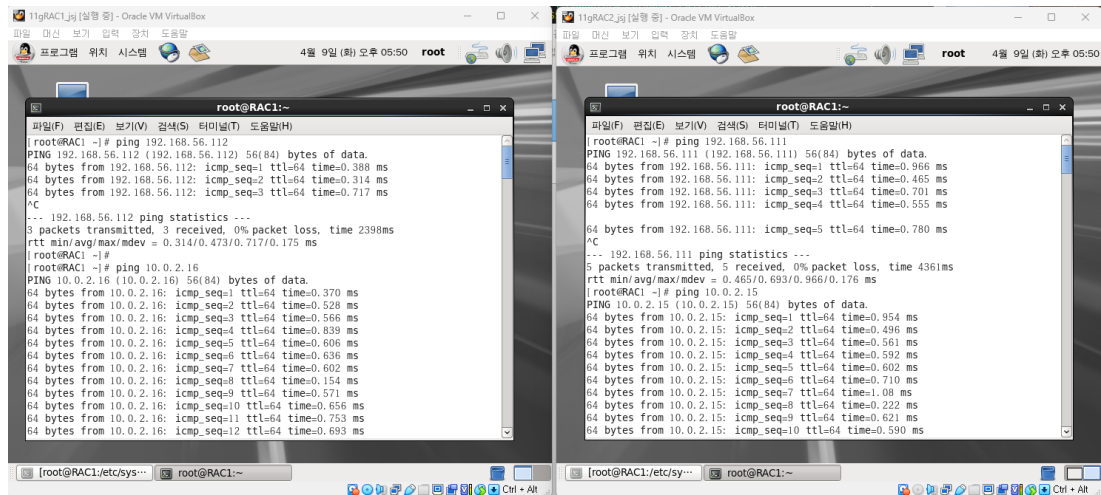 11gRAC1_jsj [실행 중] - Oracle VM VirtualBox
파일 머신 보기 입력 장치 도움말
프로그램 위치 시스템 4월 9일 (화) 오후 05:50 root
root@RAC1:~
파일(F) 편집(E) 보기(V) 검색(S) 터미널(T) 도움말(H)
[root@RAC1 ~]# ping 192.168.56.112
PING 192.168.56.112 (192.168.56.112) 56(84) bytes of data.
64 bytes from 192.168.56.112: icmp_seq=1 ttl=64 time=0.388 ms
64 bytes from 192.168.56.112: icmp_seq=2 ttl=64 time=0.314 ms
64 bytes from 192.168.56.112: icmp_seq=3 ttl=64 time=0.717 ms
^C
--- 192.168.56.112 ping statistics ---
3 packets transmitted, 3 received, 0% packet loss, time 2398ms
rtt min/avg/max/mdev = 0.314/0.473/0.717/0.175 ms
[root@RAC1 ~]#
[root@RAC1 ~]# ping 10.0.2.16
PING 10.0.2.16 (10.0.2.16) 56(84) bytes of data.
64 bytes from 10.0.2.16: icmp_seq=1 ttl=64 time=0.370 ms
64 bytes from 10.0.2.16: icmp_seq=2 ttl=64 time=0.528 ms
64 bytes from 10.0.2.16: icmp_seq=3 ttl=64 time=0.566 ms
64 bytes from 10.0.2.16: icmp_seq=4 ttl=64 time=0.839 ms
64 bytes from 10.0.2.16: icmp_seq=5 ttl=64 time=0.606 ms
64 bytes from 10.0.2.16: icmp_seq=6 ttl=64 time=0.636 ms
64 bytes from 10.0.2.16: icmp_seq=7 ttl=64 time=0.602 ms
64 bytes from 10.0.2.16: icmp_seq=8 ttl=64 time=0.154 ms
64 bytes from 10.0.2.16: icmp_seq=9 ttl=64 time=0.571 ms
64 bytes from 10.0.2.16: icmp_seq=10 ttl=64 time=0.656 ms
64 bytes from 10.0.2.16: icmp_seq=11 ttl=64 time=0.753 ms
64 bytes from 10.0.2.16: icmp_seq=12 ttl=64 time=0.693 ms
[root@RAC1:/etc/sys… root@RAC1:~
Ctrl + Alt
11gRAC2_jsj [실행 중] - Oracle VM VirtualBox
파일 머신 보기 입력 장치 도움말
프로그램 위치 시스템 root 4월 9일 (화) 오후 05:50
root@RAC1:~
파일(F) 편집(E) 보기(V) 검색(S) 터미널(T) 도움말(H)
[root@RAC1 ~]# ping 192.168.56.111
PING 192.168.56.111 (192.168.56.111) 56(84) bytes of data.
64 bytes from 192.168.56.111: icmp_seq=1 ttl=64 time=0.966 ms
64 bytes from 192.168.56.111: icmp_seq=2 ttl=64 time=0.465 ms
64 bytes from 192.168.56.111: icmp_seq=3 ttl=64 time=0.701 ms
64 bytes from 192.168.56.111: icmp_seq=4 ttl=64 time=0.555 ms
64 bytes from 192.168.56.111: icmp_seq=5 ttl=64 time=0.780 ms
^C
--- 192.168.56.111 ping statistics ---
5 packets transmitted, 5 received, 0% packet loss, time 4361ms
rtt min/avg/max/mdev = 0.465/0.693/0.966/0.176 ms
[root@RAC1 ~]# ping 10.0.2.15
PING 10.0.2.15 (10.0.2.15) 56(84) bytes of data.
64 bytes from 10.0.2.15: icmp_seq=1 ttl=64 time=0.954 ms
64 bytes from 10.0.2.15: icmp_seq=2 ttl=64 time=0.496 ms
64 bytes from 10.0.2.15: icmp_seq=3 ttl=64 time=0.561 ms
64 bytes from 10.0.2.15: icmp_seq=4 ttl=64 time=0.592 ms
64 bytes from 10.0.2.15: icmp_seq=5 ttl=64 time=0.602 ms
64 bytes from 10.0.2.15: icmp_seq=6 ttl=64 time=0.710 ms
64 bytes from 10.0.2.15: icmp_seq=7 ttl=64 time=1.08 ms
64 bytes from 10.0.2.15: icmp_seq=8 ttl=64 time=0.222 ms
64 bytes from 10.0.2.15: icmp_seq=9 ttl=64 time=0.621 ms
64 bytes from 10.0.2.15: icmp_seq=10 ttl=64 time=0.590 ms
[root@RAC1:/etc/sy… root@RAC1:~
Ctrl + Alt